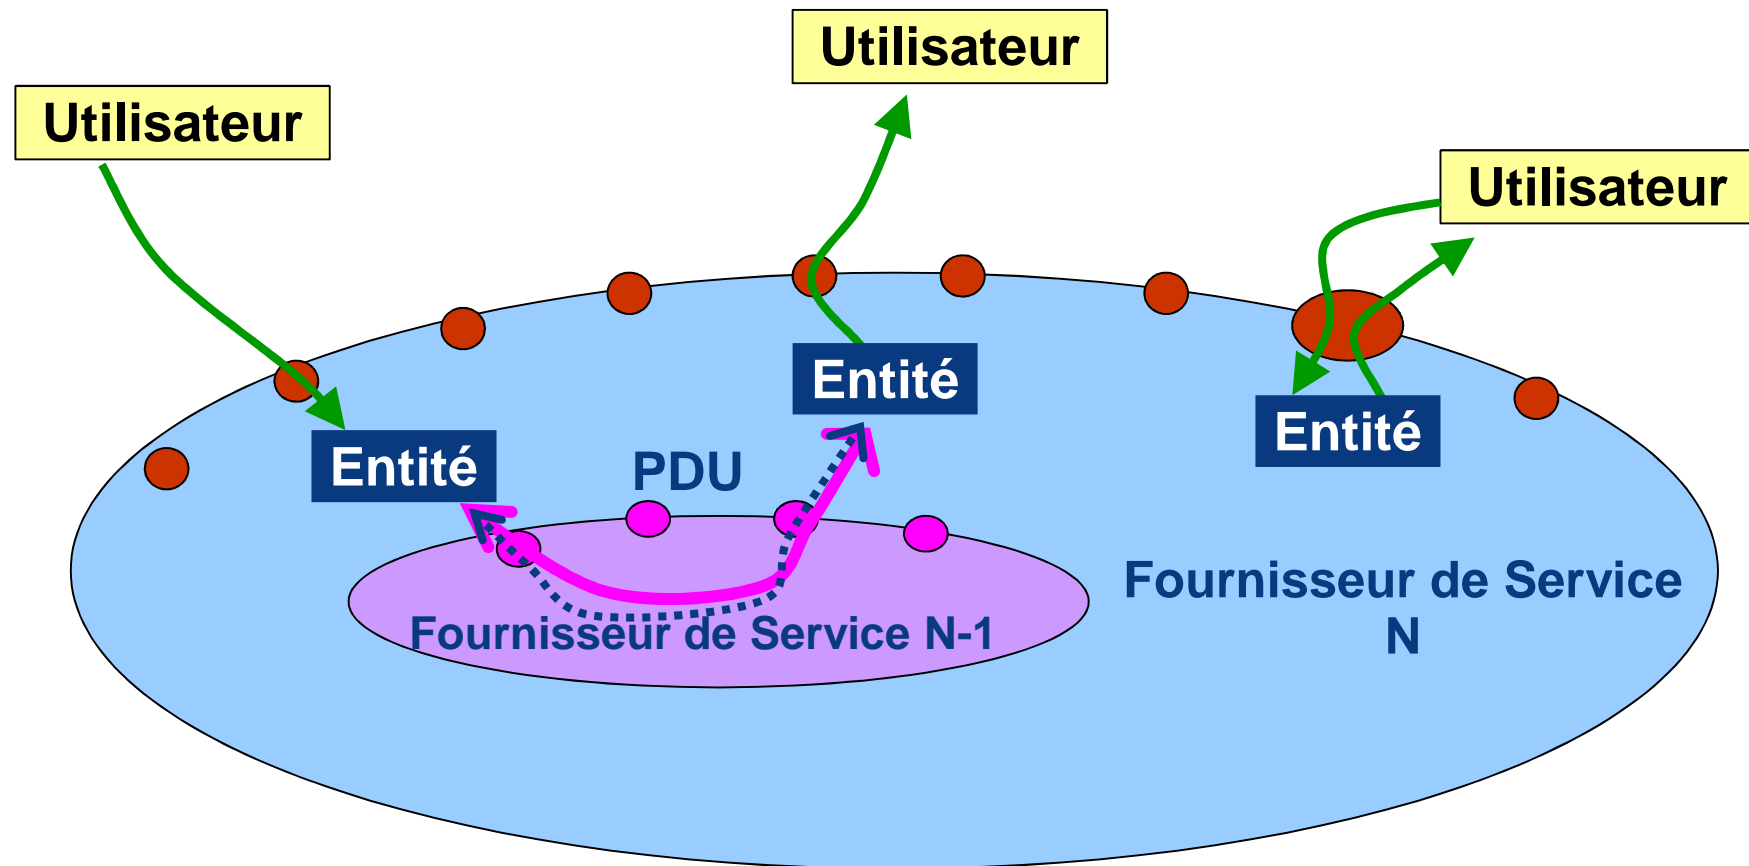 Utilisateur
Utilisateur
Utilisateur
Entité
Entité
Entité
PDU
Fournisseur de Service
N
Fournisseur de Service N-1